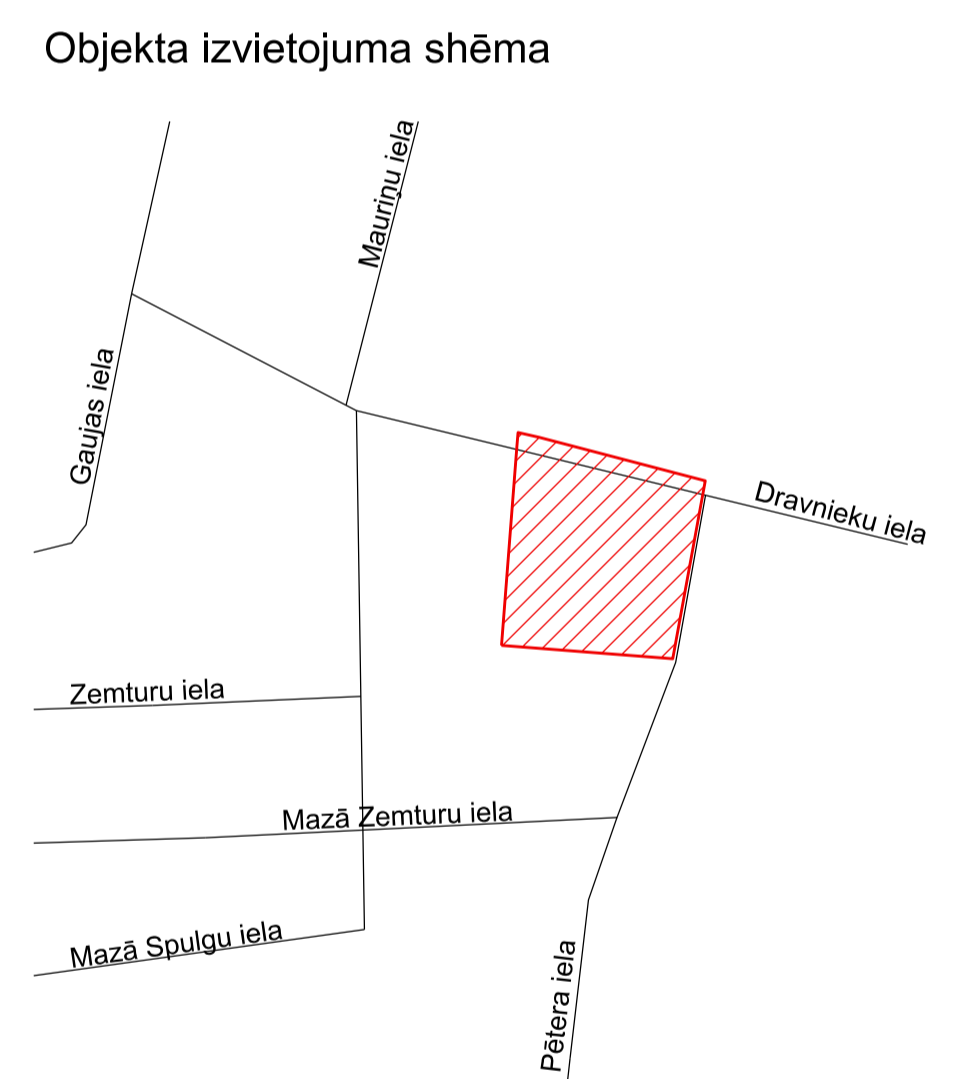 Objekta izvietojuma shēma
Mauriņu iela
Gaujas iela
Dravnieku iela
Zemturu iela
Mazā Zemturu iela
Mazā Spulgu iela
Pētera iela